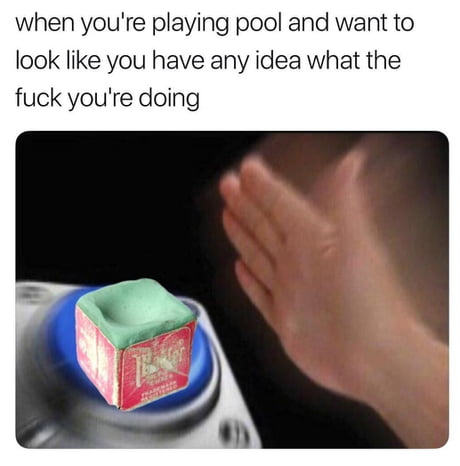 when you're playing pool and want to
look like you have any idea what the
fuck you're doing
TRADEMARK